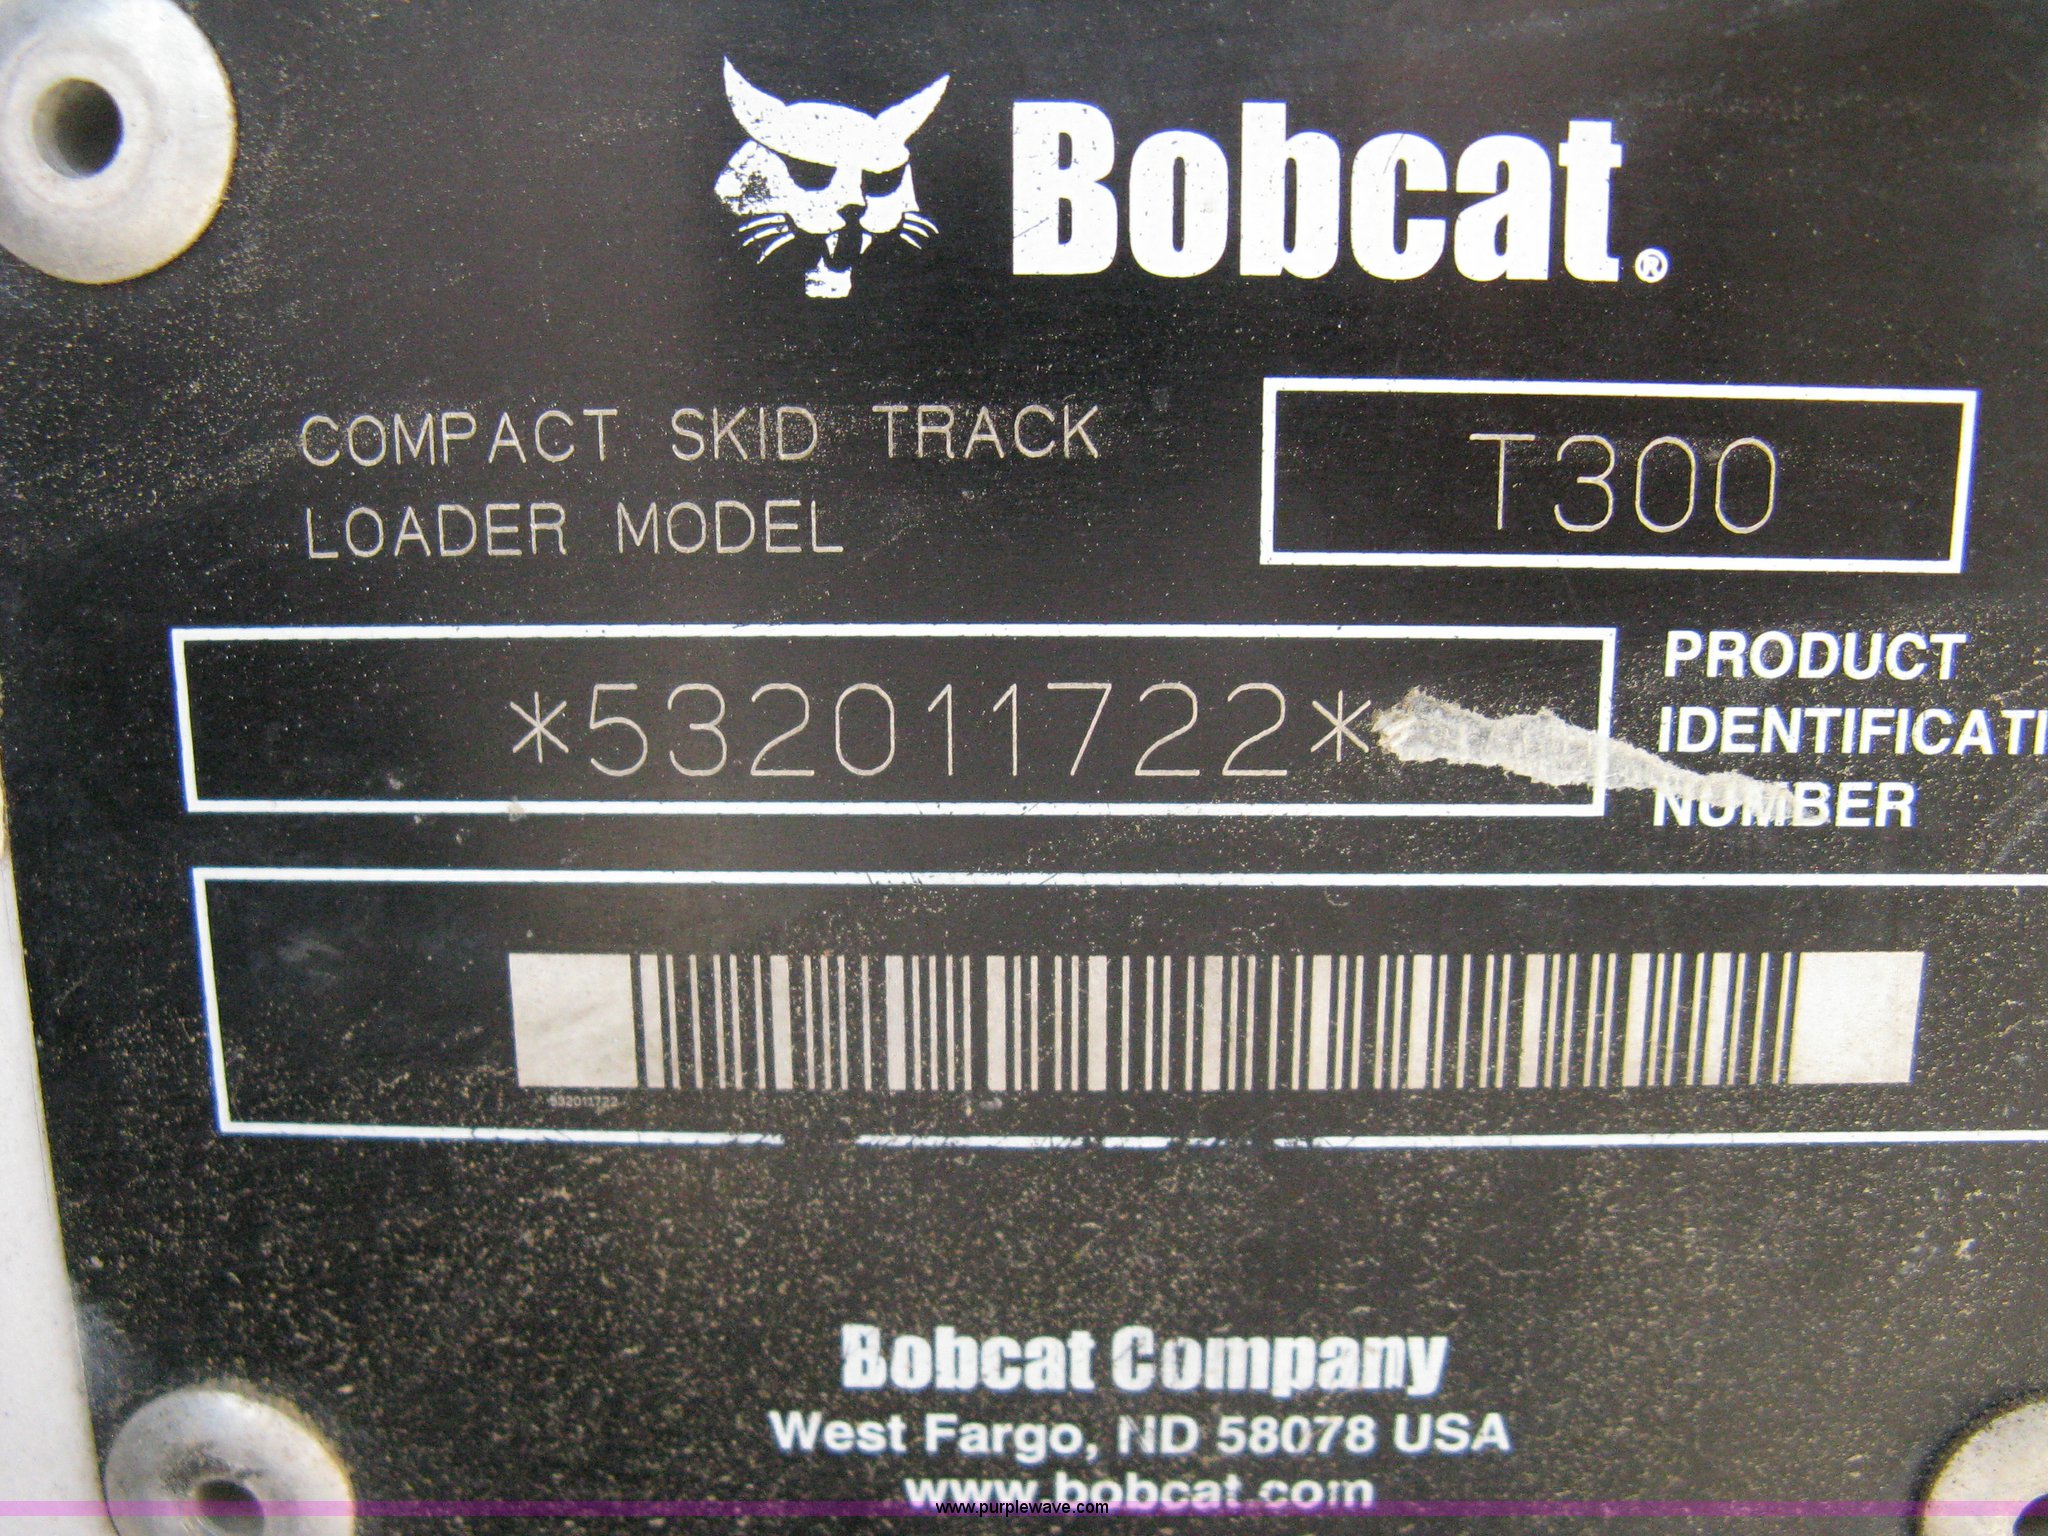 Bobcat®
COMPACT SKID TRACK
LOADER MODEL
T300
*532011722*
PRODUCT
IDENTIFICATI
NUMBER
532011722
Bobcat Company
West Fargo, ND 58078 USA
www.bobcat.com
www.purplewave.com